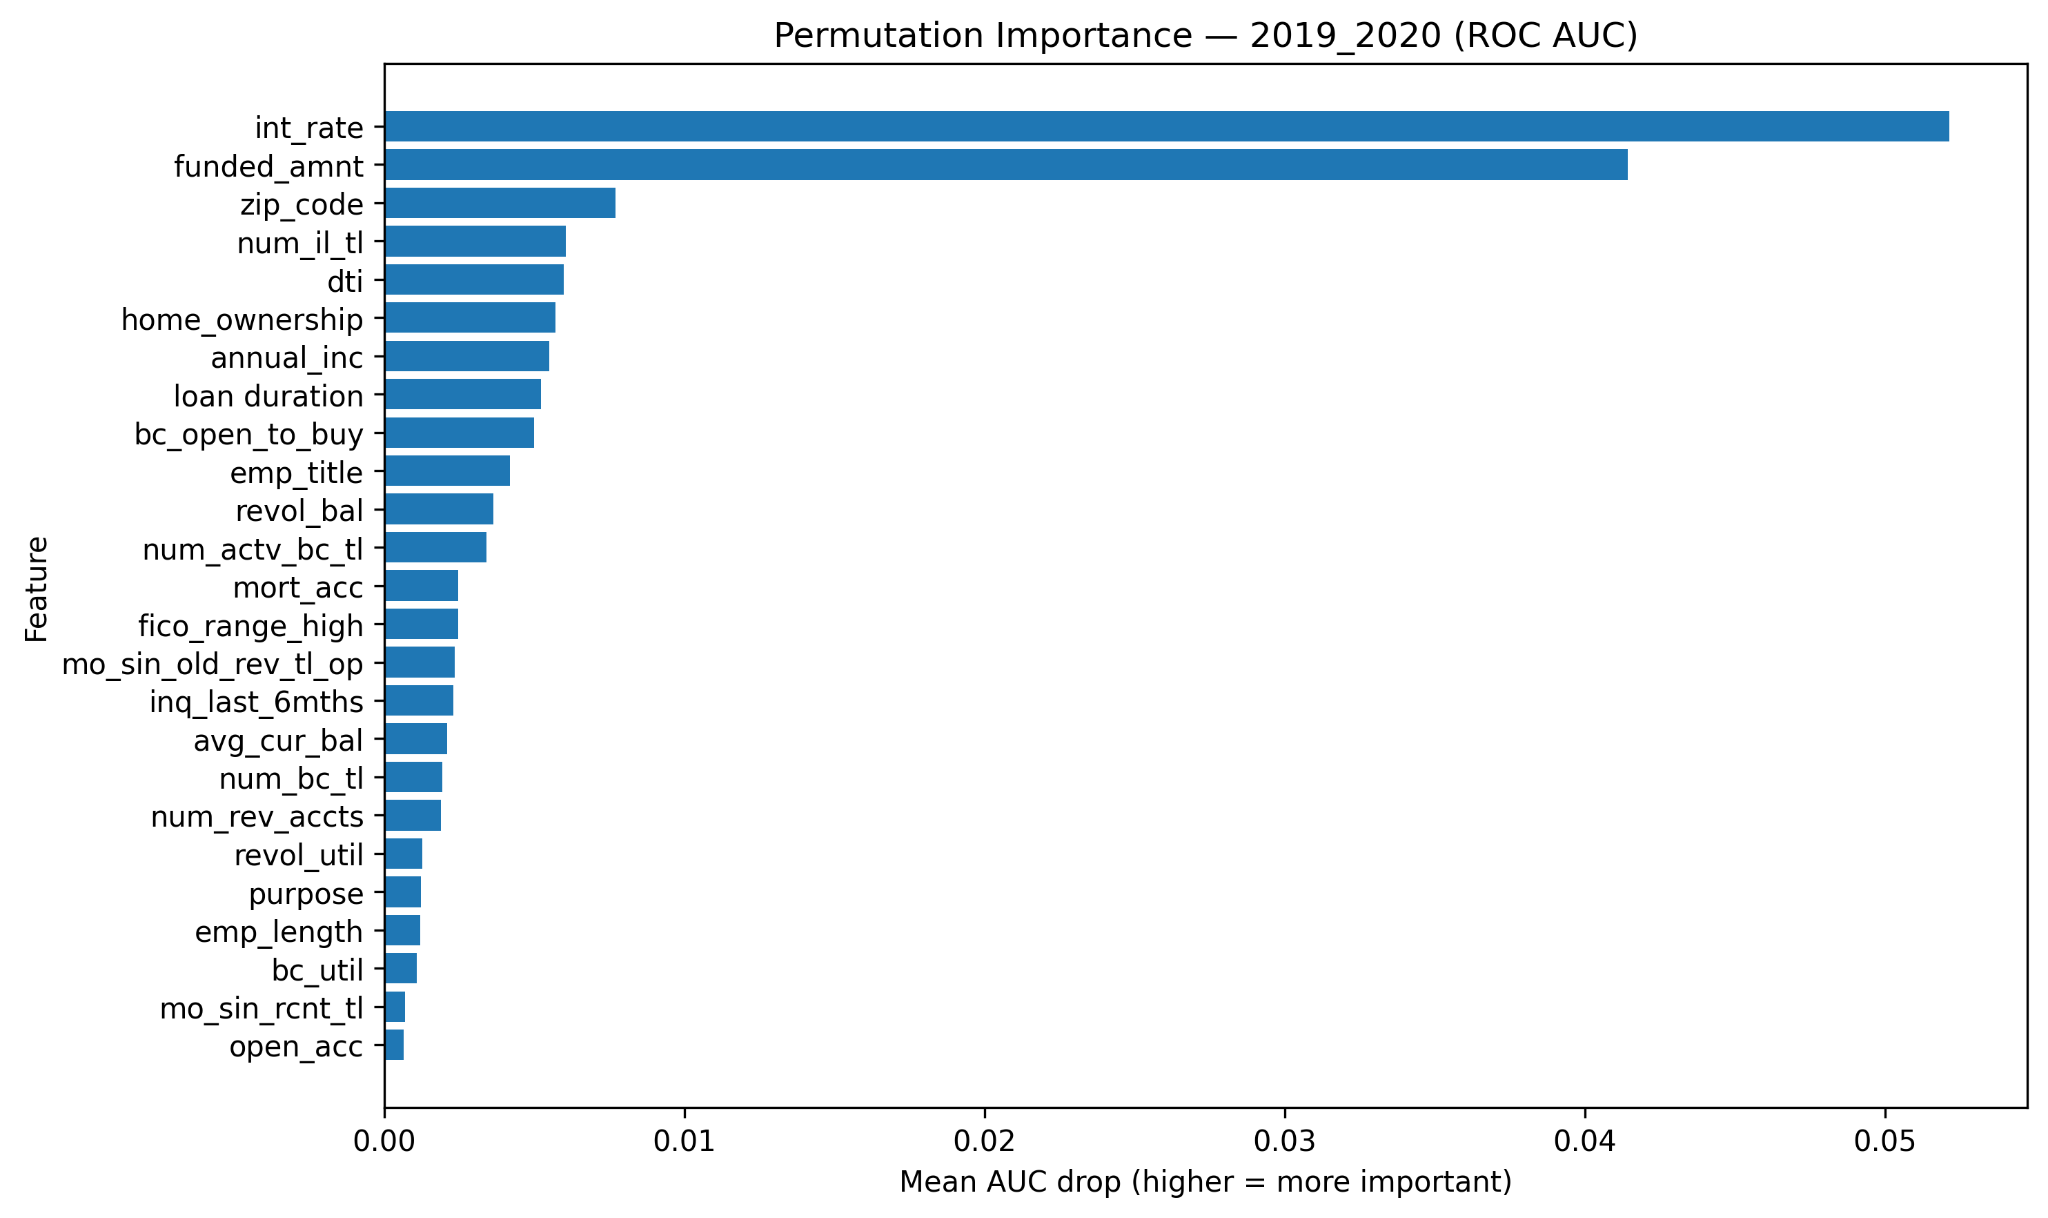 Permutation Importance — 2019_2020 (ROC AUC)
int_rate
funded_amnt
zip_code
num_il_tl
dti
home_ownership
annual_inc
loan duration
bc_open_to_buy
emp_title
revol_bal
num_actv_bc_tl
mort_acc
fico_range_high
mo_sin_old_rev_tl_op
inq_last_6mths
avg_cur_bal
num_bc_tl
num_rev_accts
revol_util
purpose
emp_length
bc_util
mo_sin_rcnt_tl
open_acc
Feature
0.00 0.01 0.02 0.03 0.04 0.05
Mean AUC drop (higher = more important)